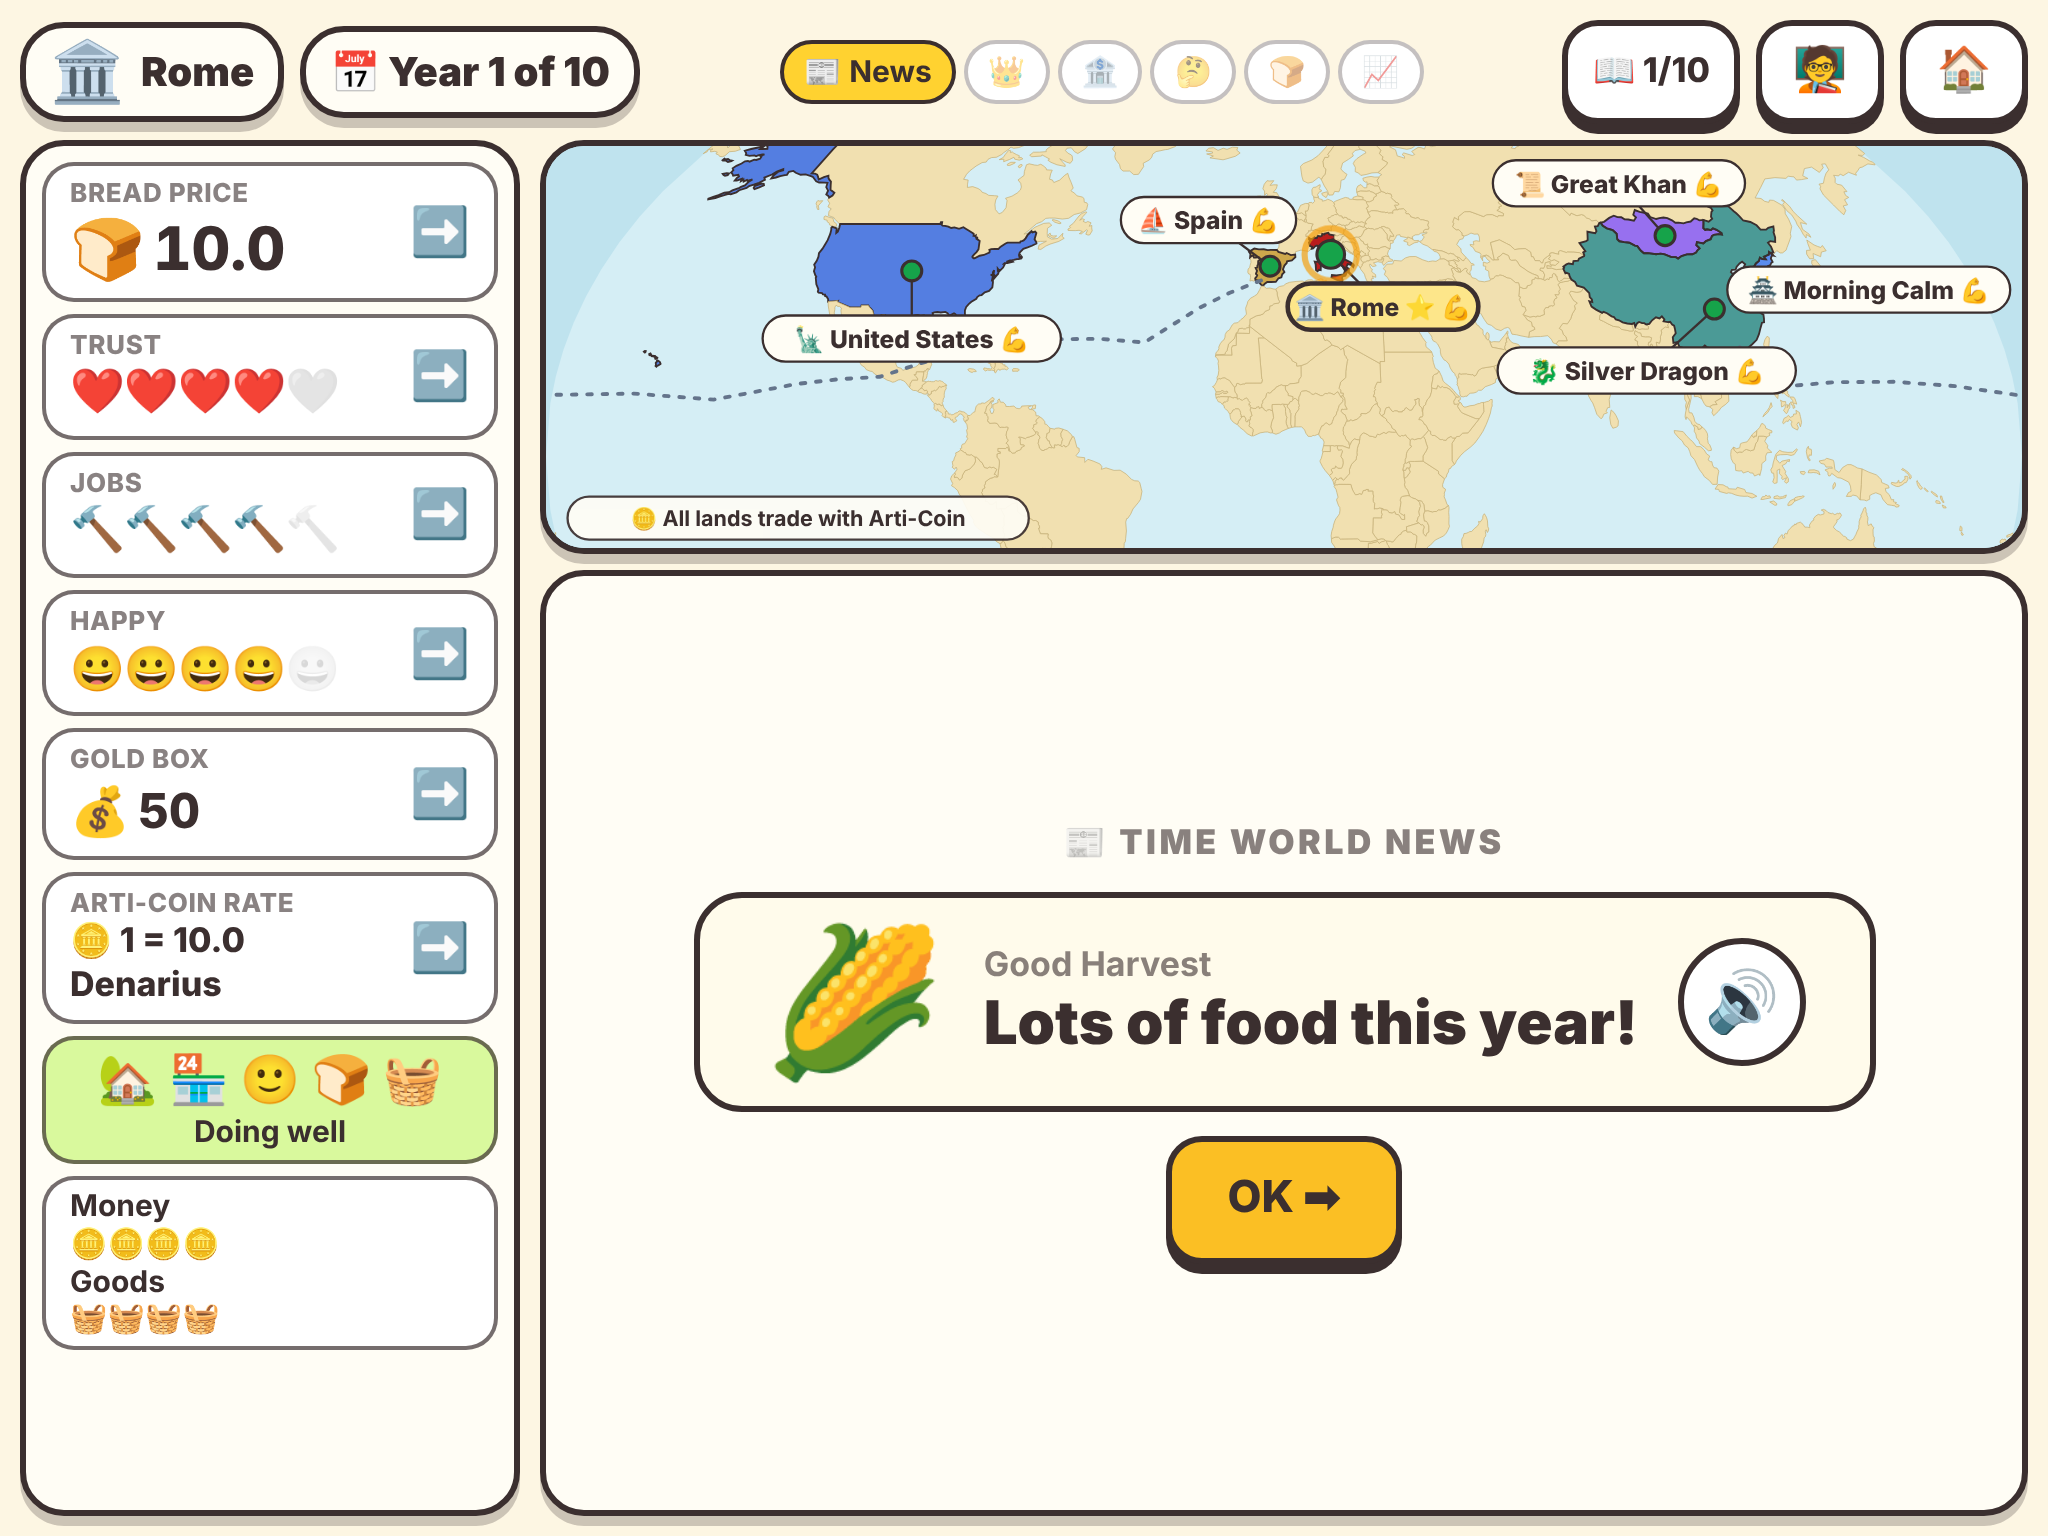 Rome
Year 1 of 10
News
1/10
BREAD PRICE
10.0
TRUST
JOBS
HAPPY
GOLD BOX
50
ARTI-COIN RATE
1 = 10.0
Denarius
Doing well
Money
Goods
Great Khan
Spain
Rome
Morning Calm
United States
Silver Dragon
All lands trade with Arti-Coin
TIME WORLD NEWS
Good Harvest
Lots of food this year!
OK